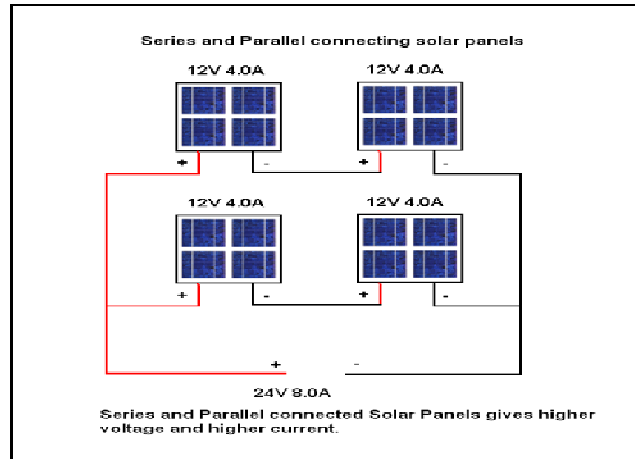 Series and Parallel connecting solar panels
12V 4.0A 12V 4.0A
+ - + -
12V 4.0A 12V 4.0A
+ - + -
+ -
24V 8.0A
Series and Parallel connected Solar Panels gives higher
voltage and higher current.